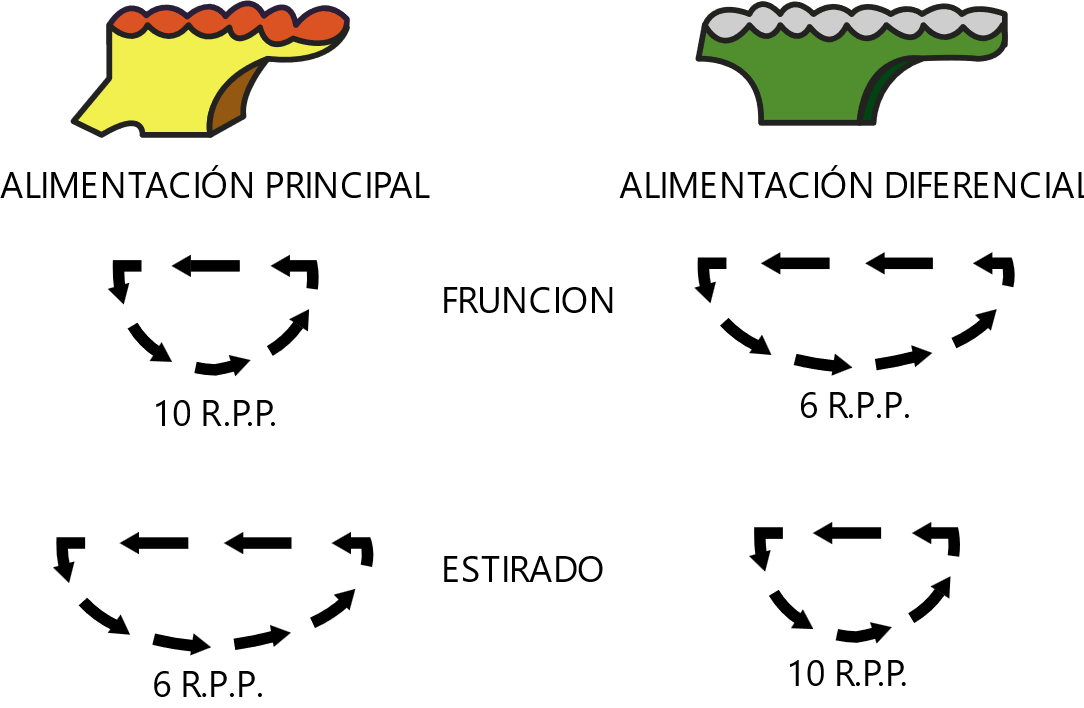 ALIMENTACIÓN PRINCIPAL
ALIMENTACIÓN DIFERENCIAL
FRUNCION
10 R.P.P.
6 R.P.P.
ESTIRADO
6 R.P.P.
10 R.P.P.